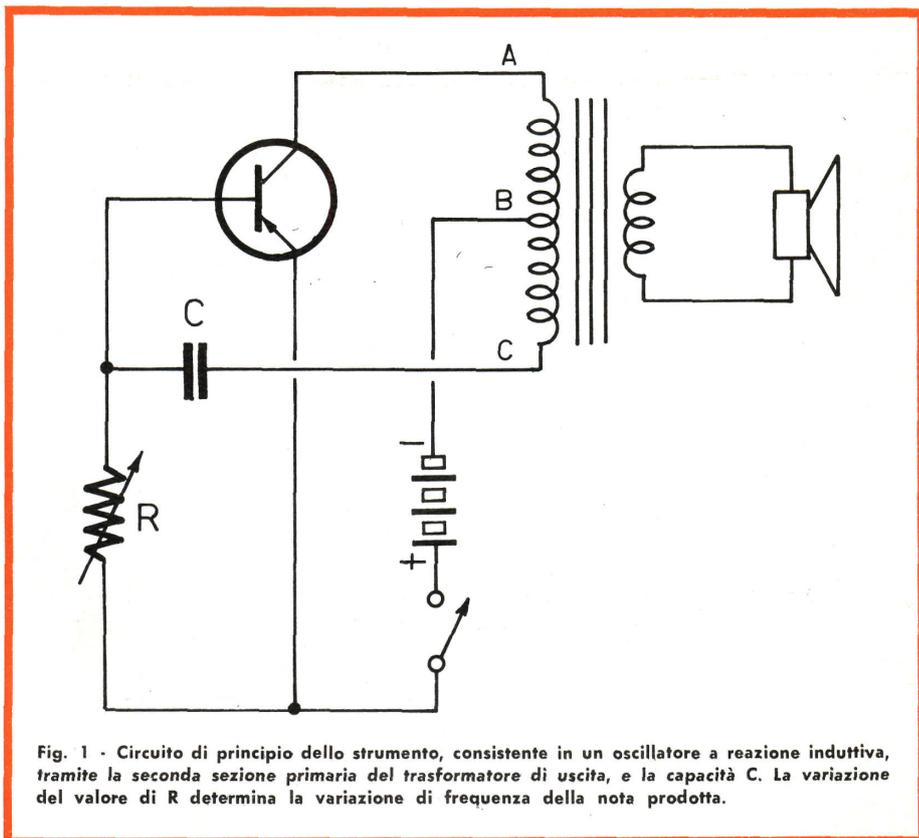 A
B
C
C
−
R
+
Fig. 1 - Circuito di principio dello strumento, consistente in un oscillatore a reazione induttiva,
tramite la seconda sezione primaria del trasformatore di uscita, e la capacità C. La variazione
del valore di R determina la variazione di frequenza della nota prodotta.